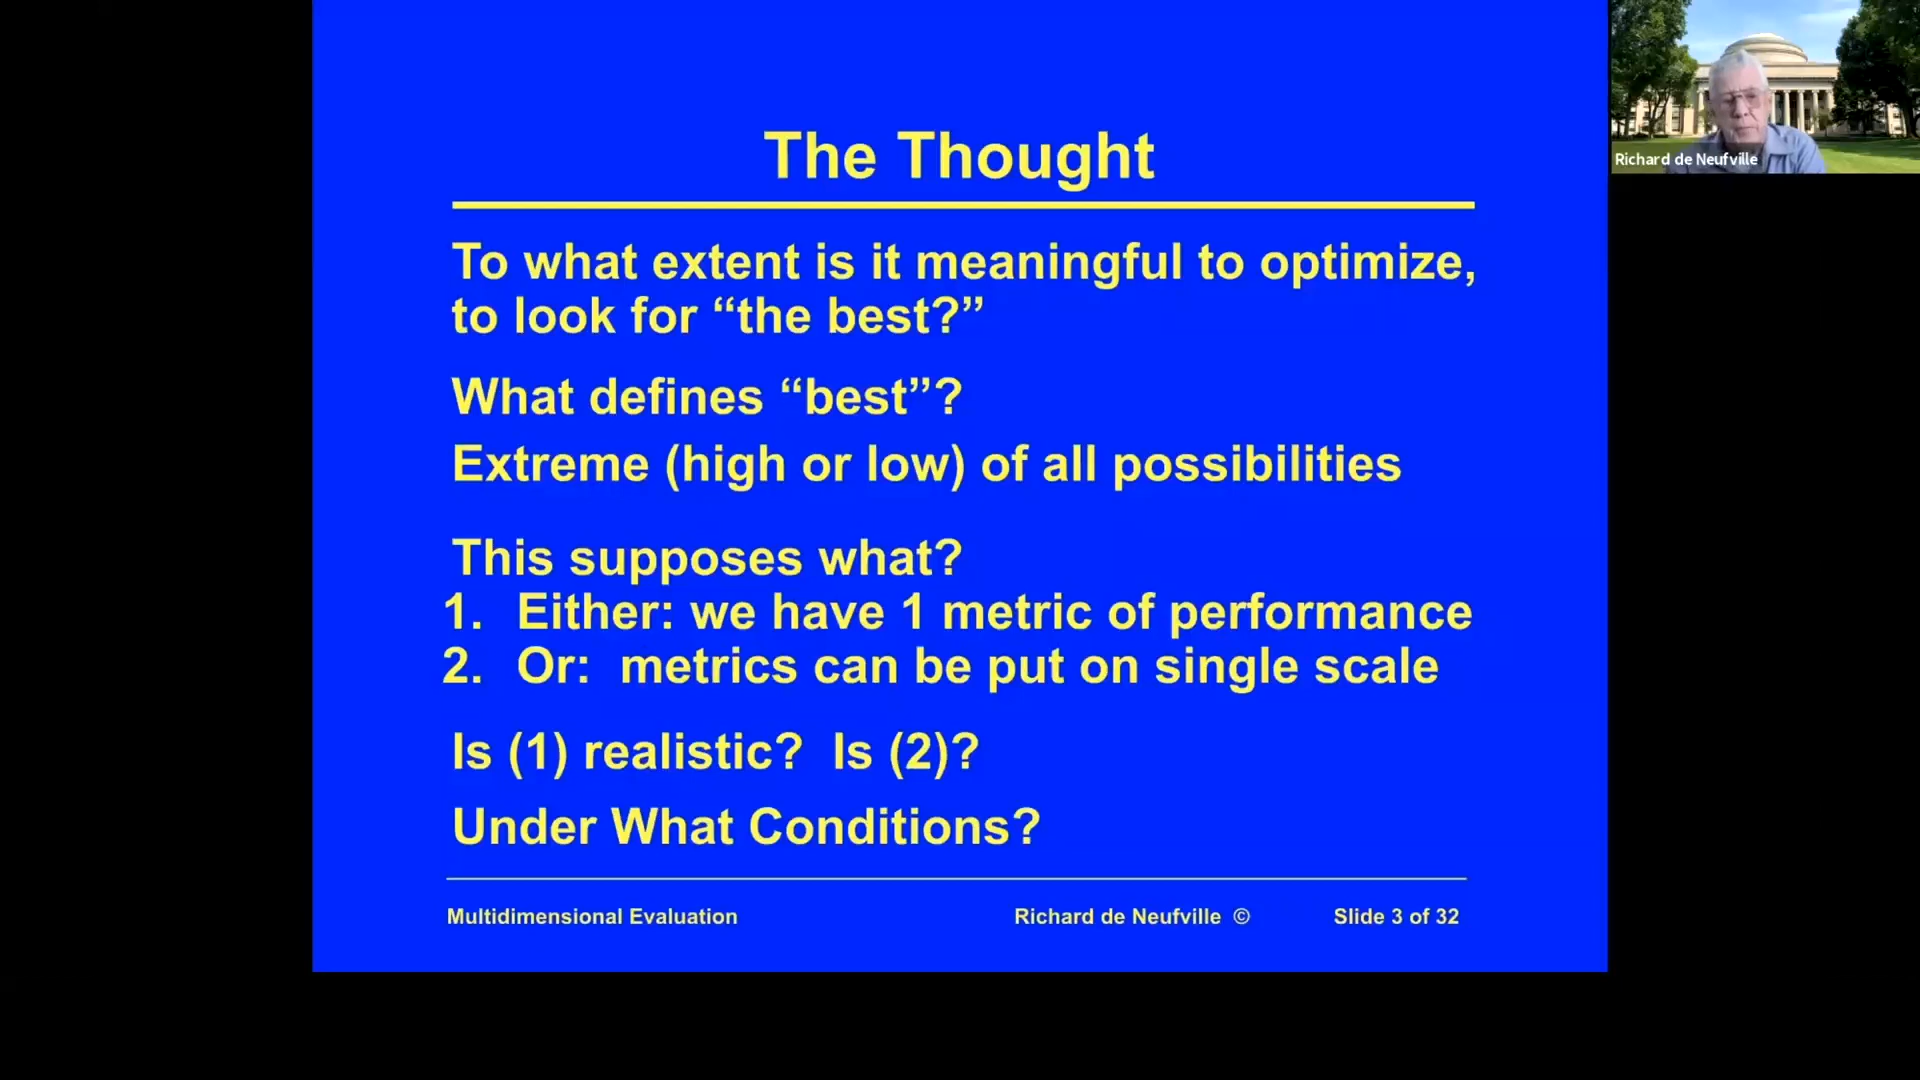 The Thought
To what extent is it meaningful to optimize,
to look for “the best?”
What defines “best”?
Extreme (high or low) of all possibilities
This supposes what?
1. Either: we have 1 metric of performance
2. Or: metrics can be put on single scale
Is (1) realistic? Is (2)?
Under What Conditions?
Multidimensional Evaluation Richard de Neufville © Slide 3 of 32
Richard de Neufville